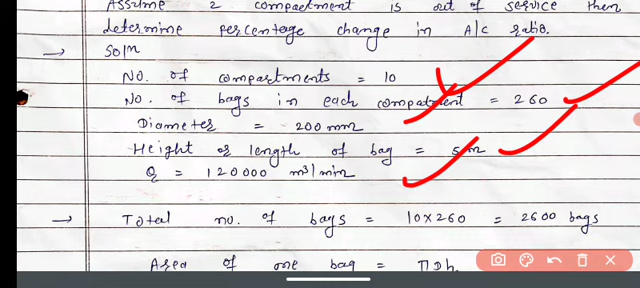 Assume 2 compartment is out of service then
determine percentage change in A/C ratio.
→ Soln
No. of compartments = 10
No. of bags in each compatment = 260
Diameter = 200 mm
Height or length of bag = 5m
Q = 120000 m³/min
→ Total no. of bags = 10×260 = 2600 bags
Area of one bag = πDh.